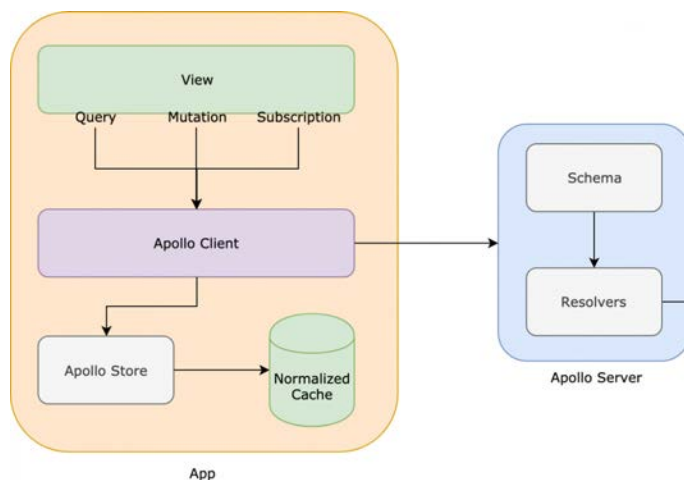 View
Query Mutation Subscription
Apollo Client
Apollo Store
Normalized
Cache
App
Schema
Resolvers
Apollo Server